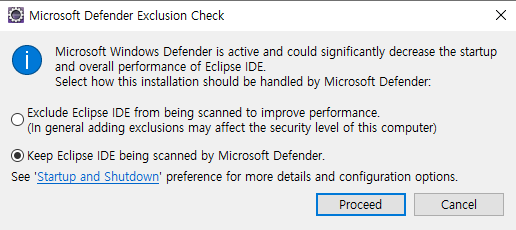 Microsoft Defender Exclusion Check
Microsoft Windows Defender is active and could significantly decrease the startup
and overall performance of Eclipse IDE.
Select how this installation should be handled by Microsoft Defender:
Exclude Eclipse IDE from being scanned to improve performance.
(In general adding exclusions may affect the security level of this computer)
Keep Eclipse IDE being scanned by Microsoft Defender.
See 'Startup and Shutdown' preference for more details and configuration options.
Proceed
Cancel